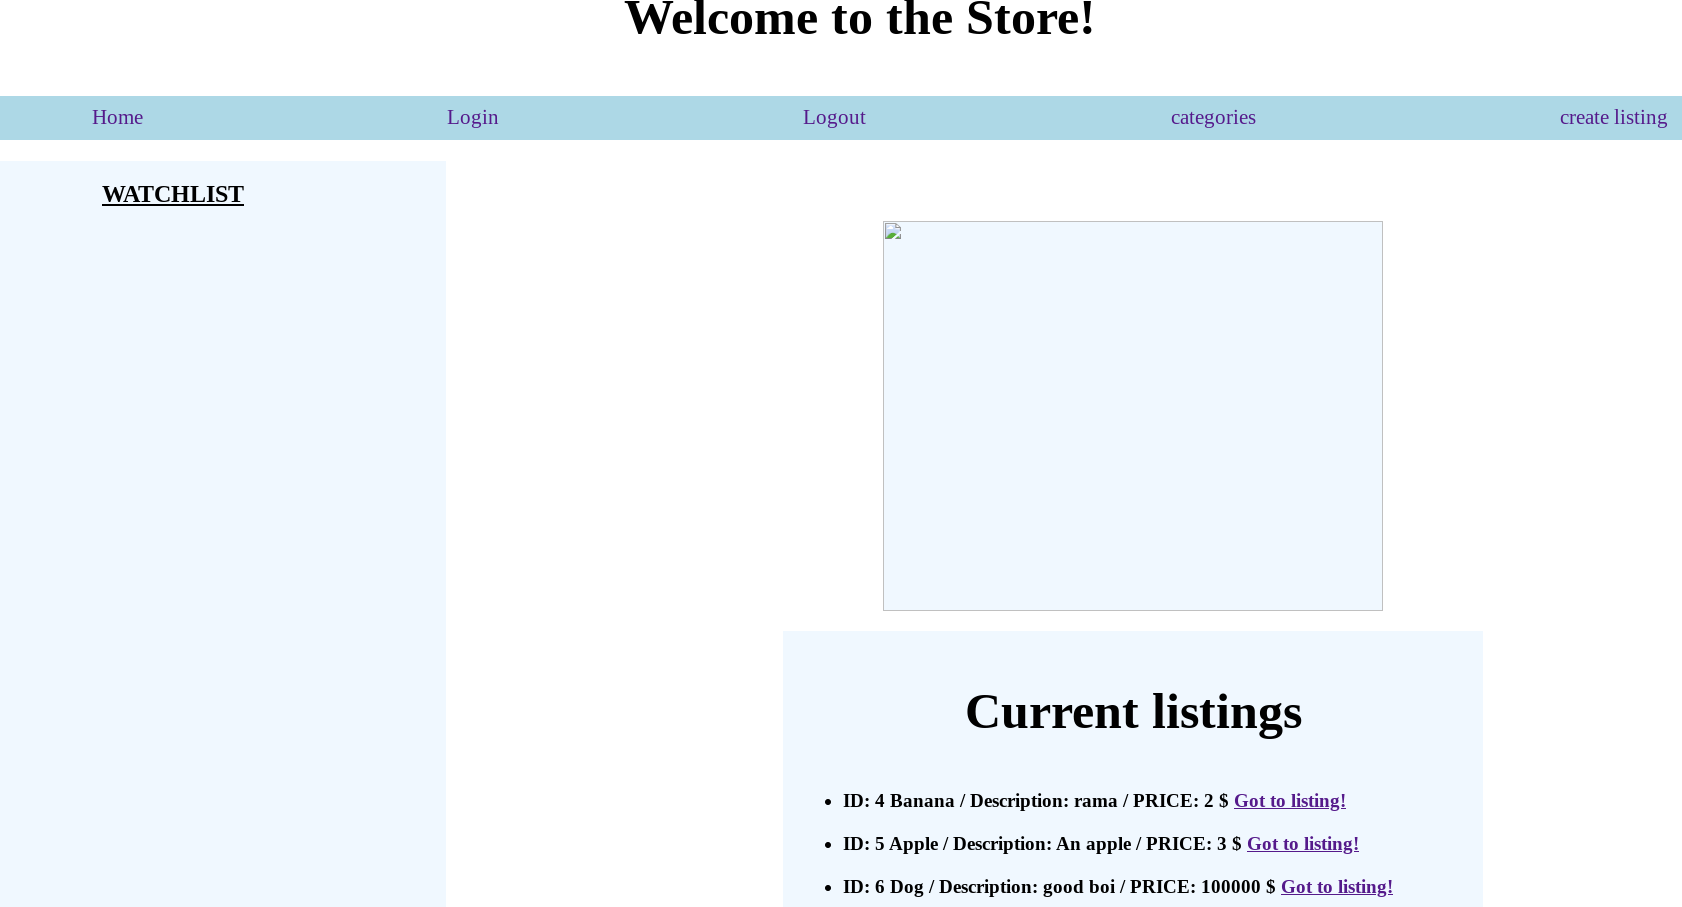 Welcome to the Store!
Home Login Logout categories create listing
WATCHLIST
Current listings
ID: 4 Banana / Description: rama / PRICE: 2 $ Got to listing!
ID: 5 Apple / Description: An apple / PRICE: 3 $ Got to listing!
ID: 6 Dog / Description: good boi / PRICE: 100000 $ Got to listing!